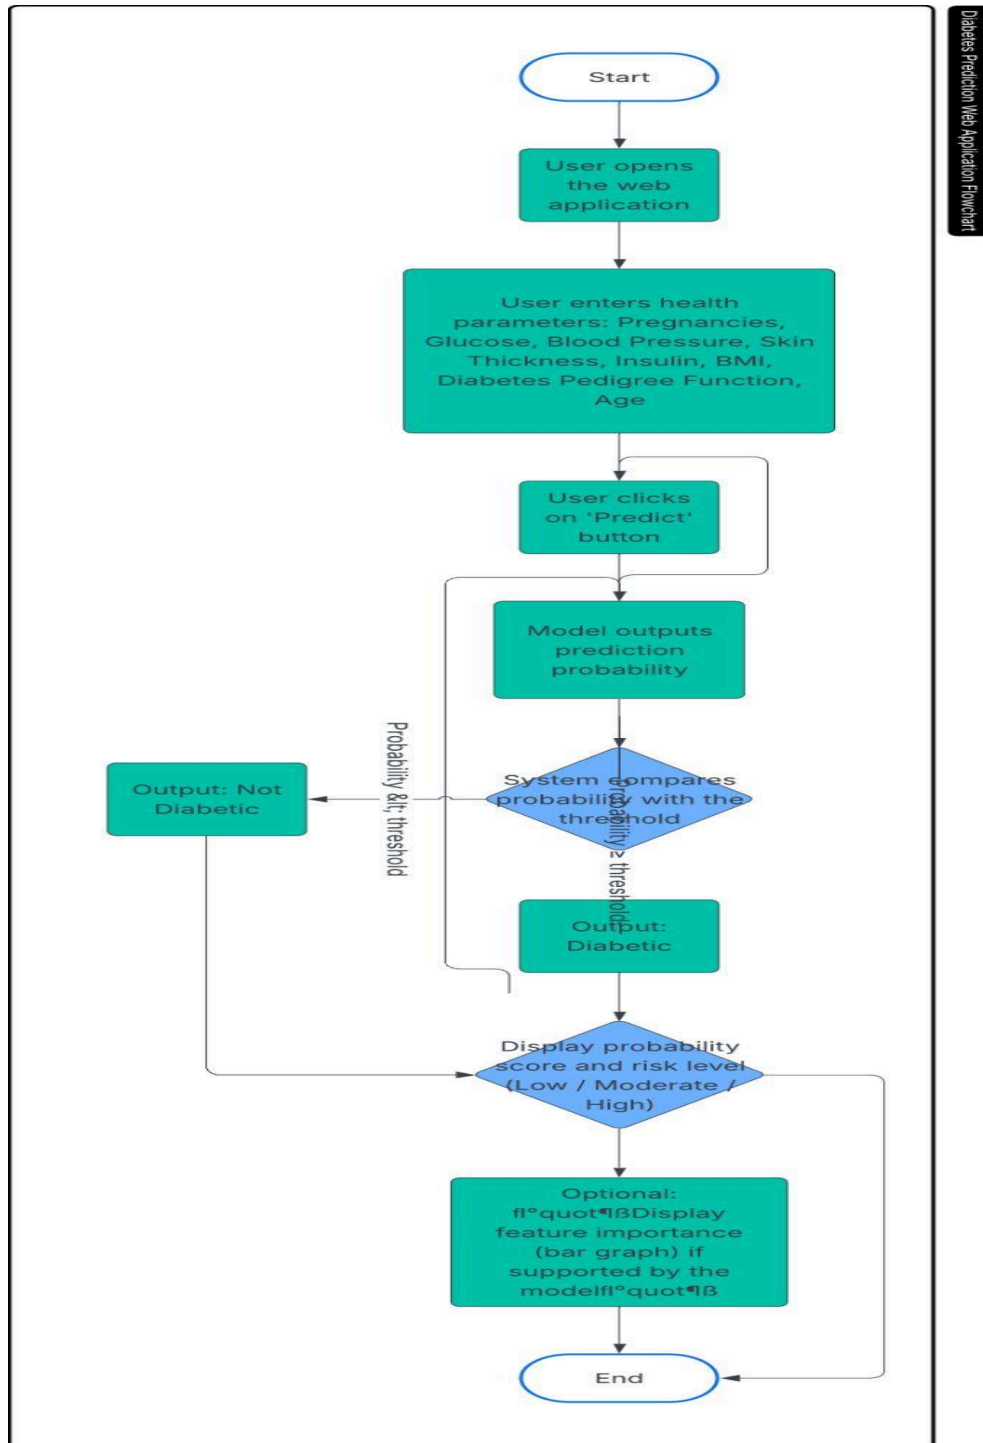 Diabetes Prediction Web Application Flowchart
Start
User opens
the web
application
User enters health
parameters: Pregnancies,
Glucose, Blood Pressure, Skin
Thickness, Insulin, BMI,
Diabetes Pedigree Function,
Age
User clicks
on 'Predict'
button
Model outputs
prediction
probability
System compares
probability with the
threshold
Probability &lt; threshold
Output: Not
Diabetic
Probability ≥ threshold
Output:
Diabetic
Display probability
score and risk level
(Low / Moderate /
High)
Optional:
fl°quot¶ßDisplay
feature importance
(bar graph) if
supported by the
modelfl°quot¶ß
End